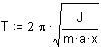 T := 2 π · √(J / (m·a·x))